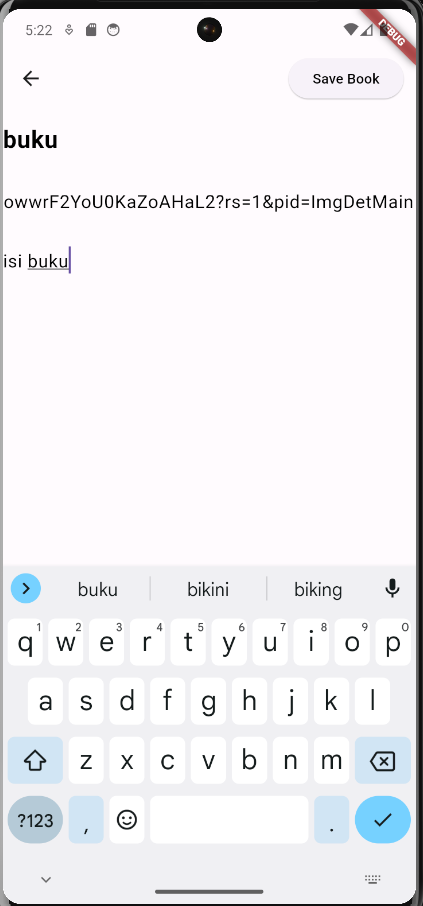 5:22
DEBUG
Save Book
buku
owwrF2YoU0KaZoAHaL2?rs=1&pid=ImgDetMain
isi buku
buku bikini biking
1 2 3 4 5 6 7 8 9 0
q w e r t y u i o p
a s d f g h j k l
z x c v b n m
?123 , .